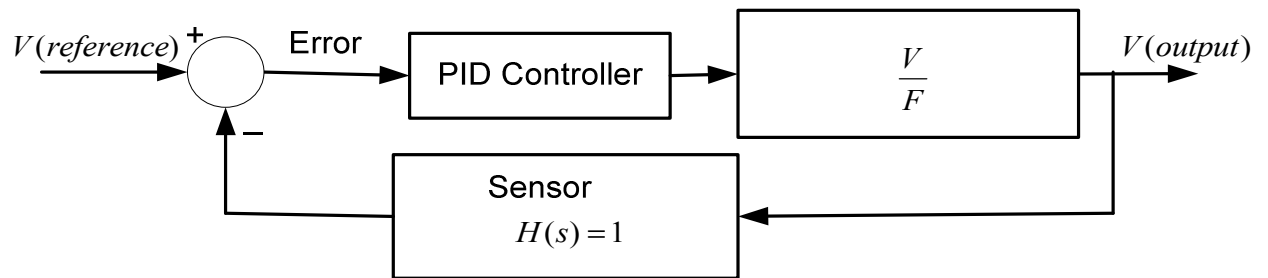 V(reference)
+
Error
PID Controller
V
F
V(output)
−
Sensor
H(s) = 1